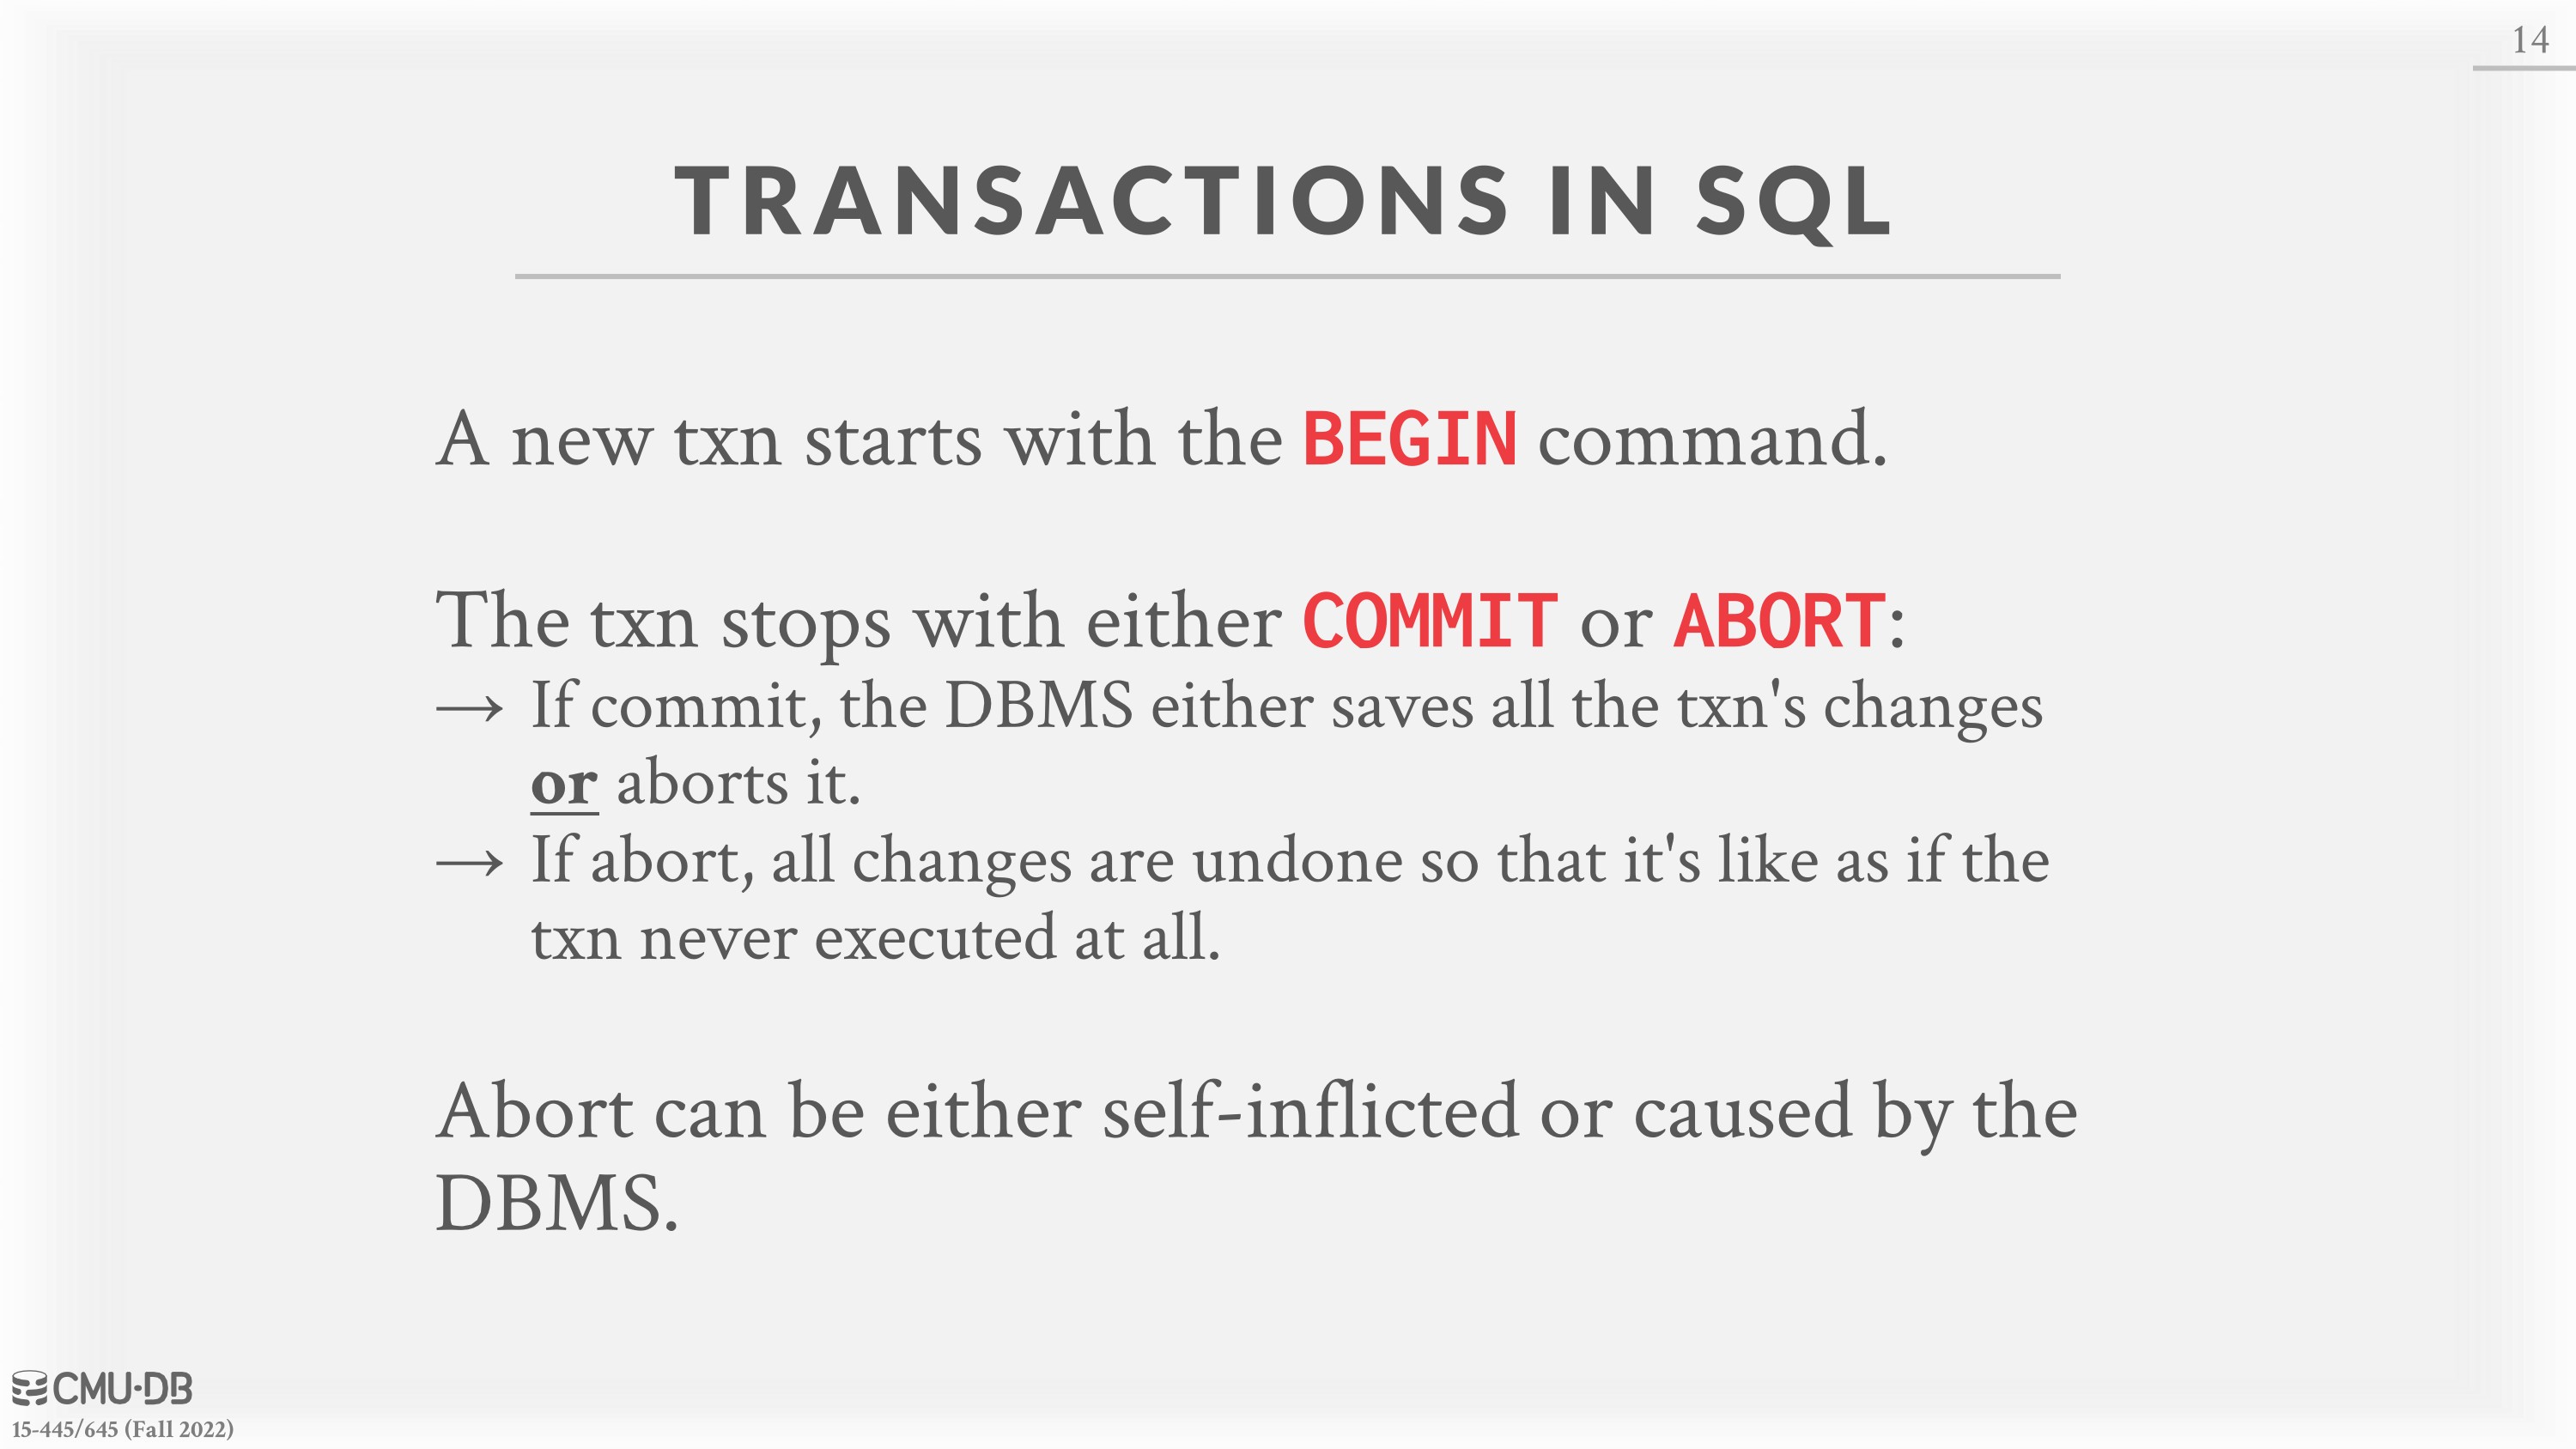 14
TRANSACTIONS IN SQL
A new txn starts with the BEGIN command.
The txn stops with either COMMIT or ABORT:
→ If commit, the DBMS either saves all the txn's changes
or aborts it.
→ If abort, all changes are undone so that it's like as if the
txn never executed at all.
Abort can be either self-inflicted or caused by the
DBMS.
CMU·DB
15-445/645 (Fall 2022)